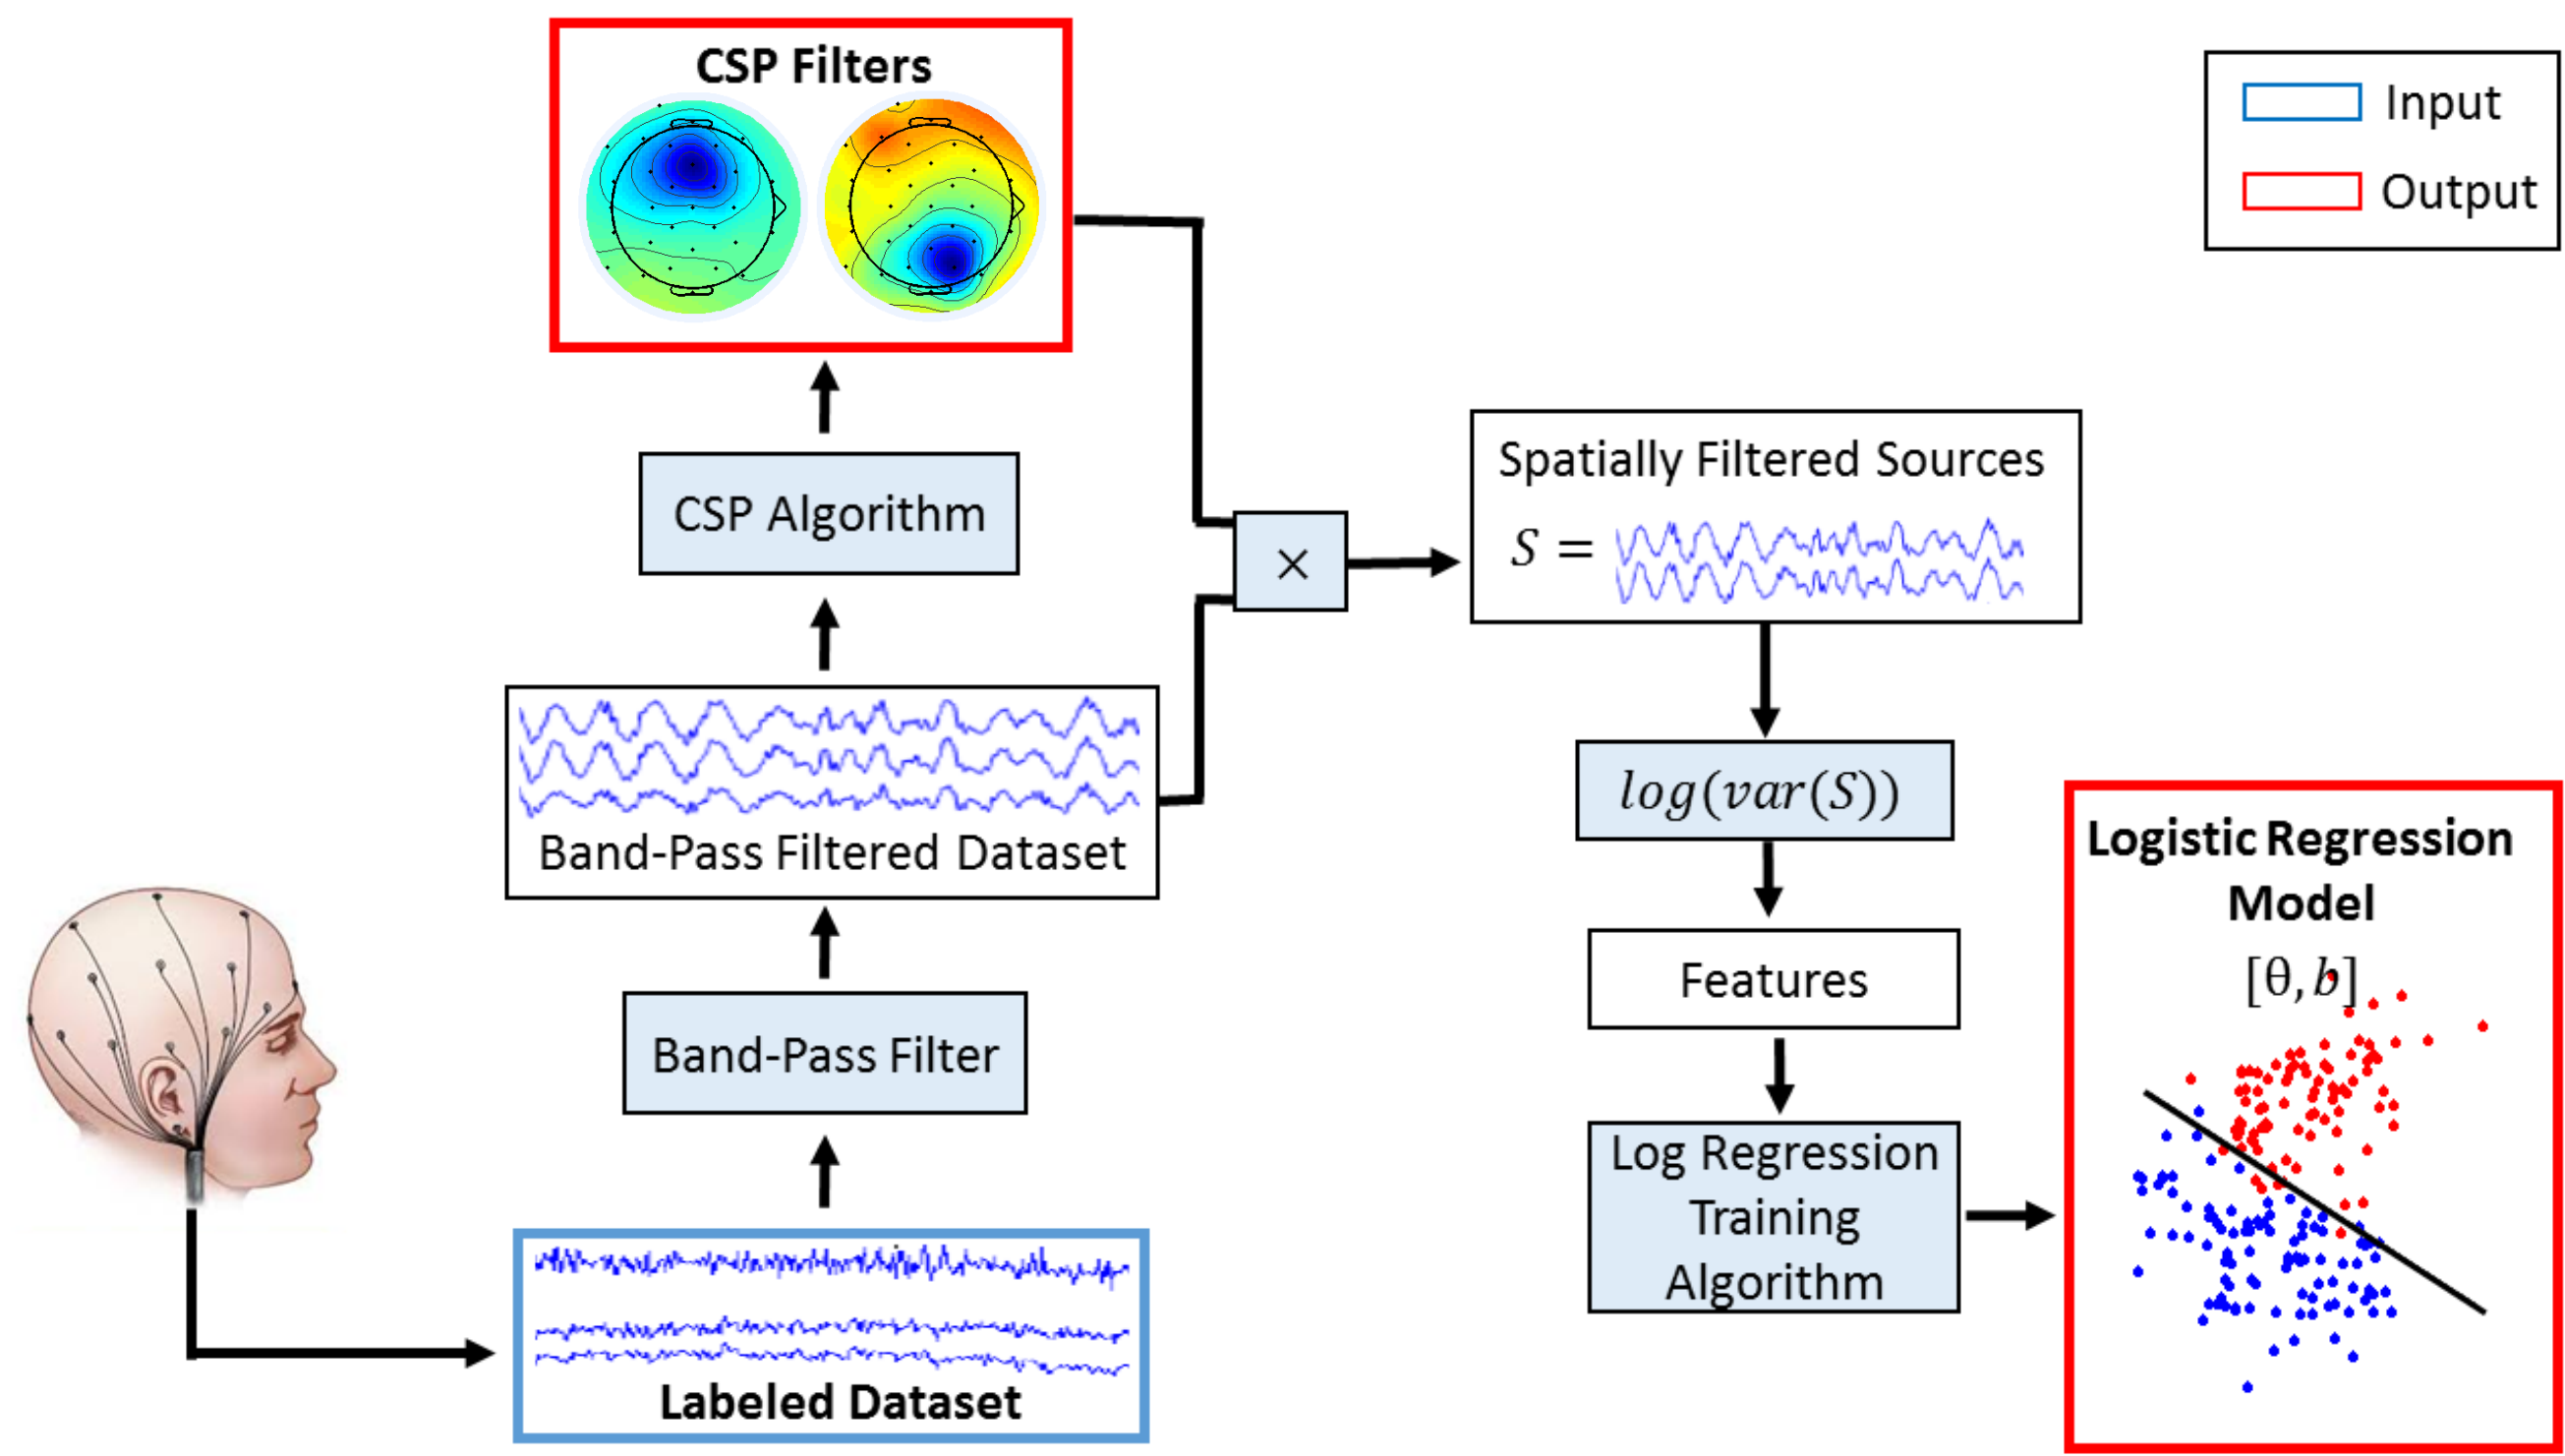 CSP Filters
Input
Output
CSP Algorithm
Spatially Filtered Sources
S =
×
Band-Pass Filtered Dataset
log(var(S))
Logistic Regression
Model
[θ, b]
Features
Band-Pass Filter
Log Regression
Training
Algorithm
Labeled Dataset